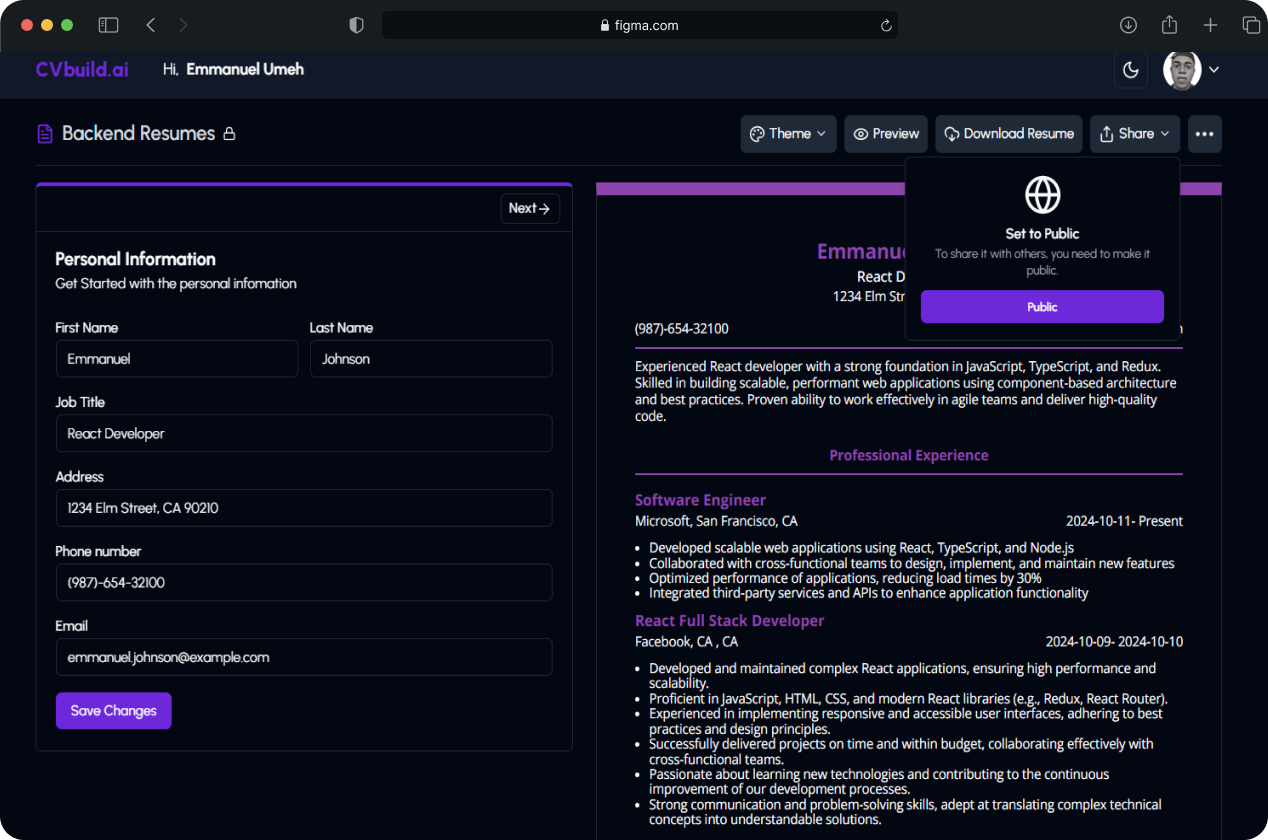 figma.com
CVbuild.ai
Hi, Emmanuel Umeh
Backend Resumes
Theme
Preview
Download Resume
Share
Next
Personal Information
Get Started with the personal infomation
First Name
Last Name
Emmanuel
Johnson
Job Title
React Developer
Address
1234 Elm Street, CA 90210
Phone number
(987)-654-32100
Email
emmanuel.johnson@example.com
Save Changes
Set to Public
To share it with others, you need to make it
public.
Public
Emmanue
React D
1234 Elm Str
(987)-654-32100
Experienced React developer with a strong foundation in JavaScript, TypeScript, and Redux.
Skilled in building scalable, performant web applications using component-based architecture
and best practices. Proven ability to work effectively in agile teams and deliver high-quality
code.
Professional Experience
Software Engineer
Microsoft, San Francisco, CA
2024-10-11- Present
• Developed scalable web applications using React, TypeScript, and Node.js
• Collaborated with cross-functional teams to design, implement, and maintain new features
• Optimized performance of applications, reducing load times by 30%
• Integrated third-party services and APIs to enhance application functionality
React Full Stack Developer
Facebook, CA , CA
2024-10-09- 2024-10-10
• Developed and maintained complex React applications, ensuring high performance and
scalability.
• Proficient in JavaScript, HTML, CSS, and modern React libraries (e.g., Redux, React Router).
• Experienced in implementing responsive and accessible user interfaces, adhering to best
practices and design principles.
• Successfully delivered projects on time and within budget, collaborating effectively with
cross-functional teams.
• Passionate about learning new technologies and contributing to the continuous
improvement of our development processes.
• Strong communication and problem-solving skills, adept at translating complex technical
concepts into understandable solutions.